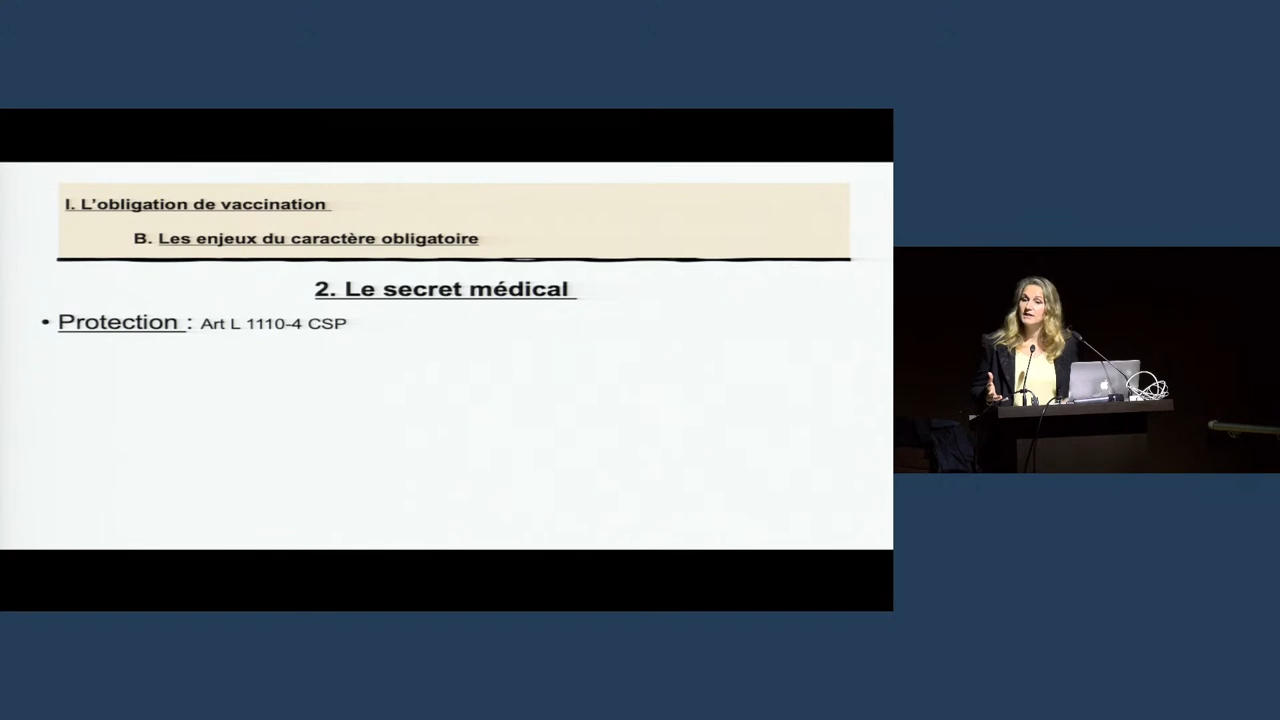 I. L'obligation de vaccination
B. Les enjeux du caractère obligatoire
2. Le secret médical
• Protection : Art L 1110-4 CSP